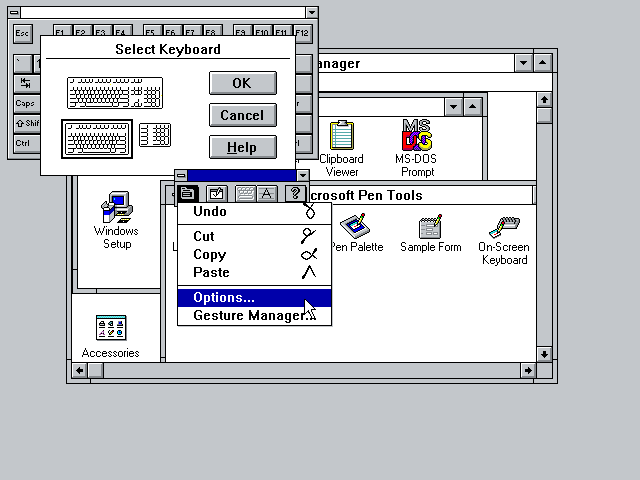 Esc F1 F2 F3 F4 F5 F6 F7 F8 F9 F10 F11 F12
Select Keyboard
anager
OK
Caps
Cancel
Shif
Ctrl
Help
Clipboard
Viewer
MS
DOS
MS-DOS
Prompt
crosoft Pen Tools
A
?
Undo
Cut
Copy
Paste
Options...
Gesture Manager...
Windows
Setup
Pen Palette
Sample Form
On-Screen
Keyboard
Accessories